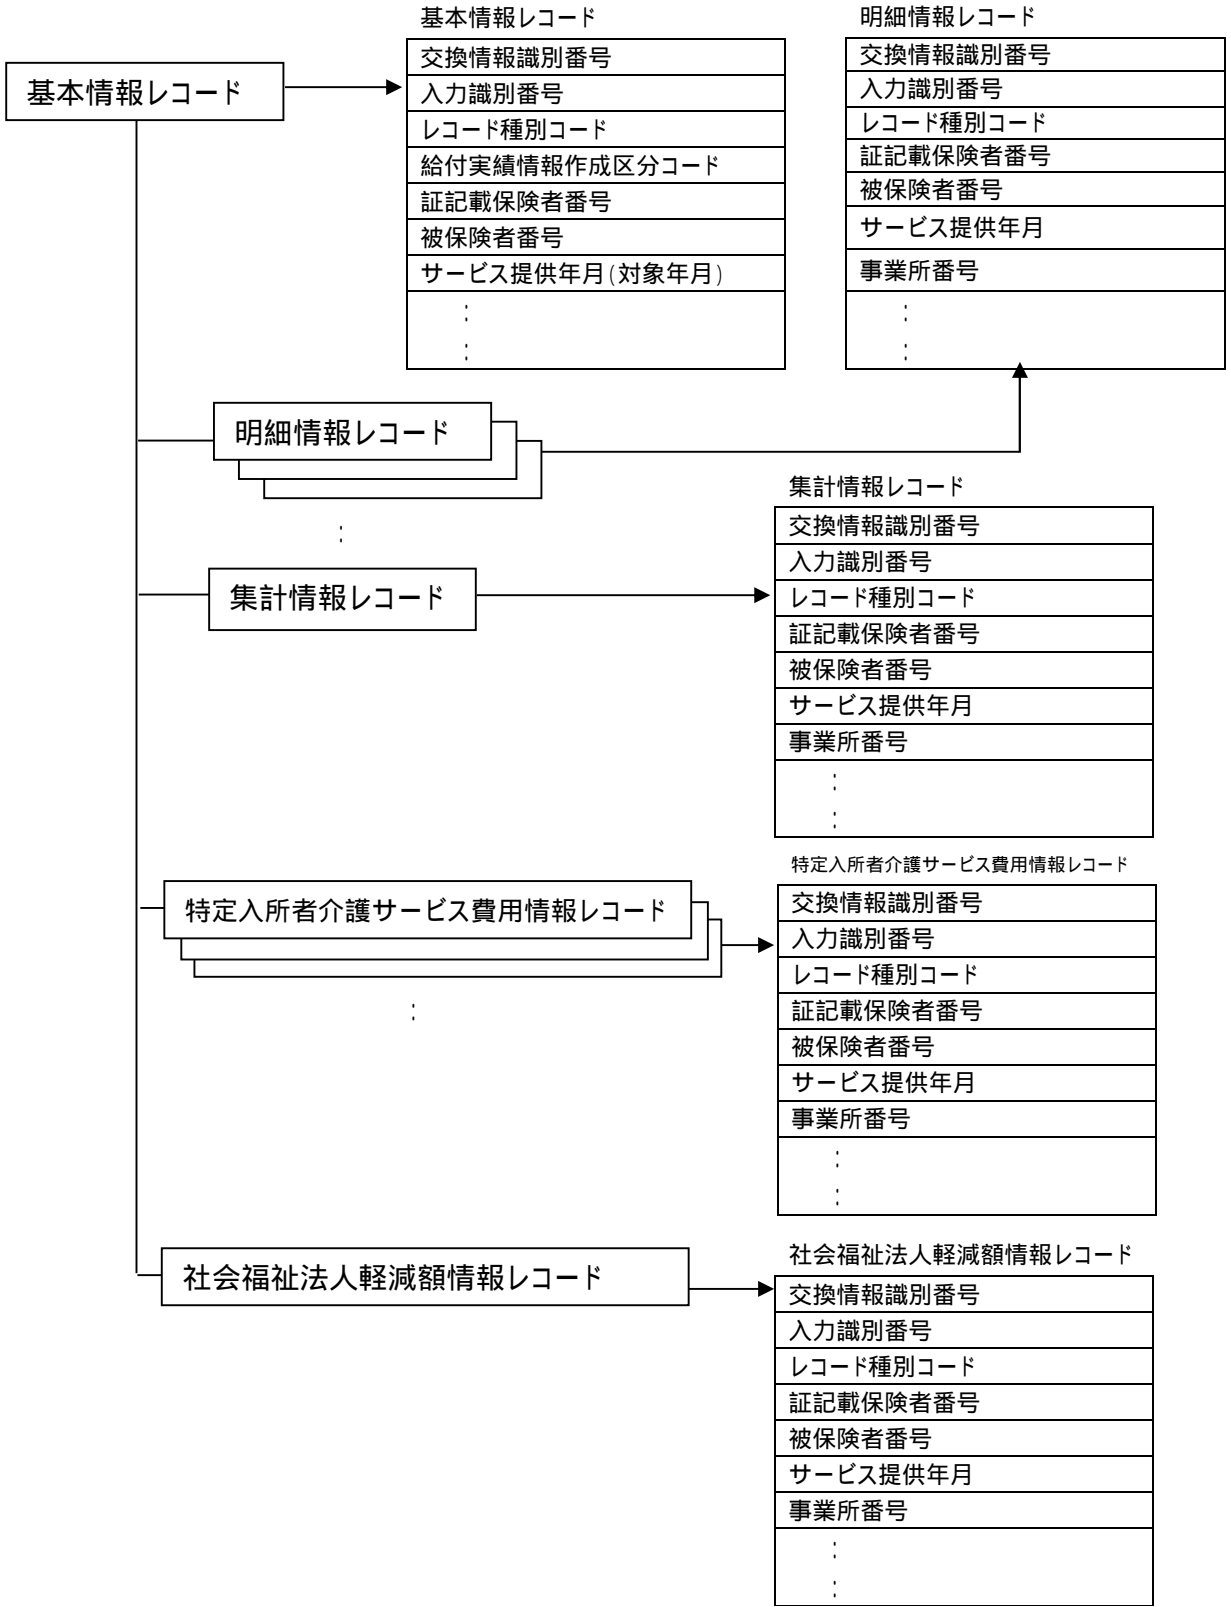 基本情報レコード
基本情報レコード
交換情報識別番号
入力識別番号
レコード種別コード
給付実績情報作成区分コード
証記載保険者番号
被保険者番号
サービス提供年月(対象年月)
:
:
明細情報レコード
交換情報識別番号
入力識別番号
レコード種別コード
証記載保険者番号
被保険者番号
サービス提供年月
事業所番号
:
:
明細情報レコード
:
集計情報レコード
集計情報レコード
交換情報識別番号
入力識別番号
レコード種別コード
証記載保険者番号
被保険者番号
サービス提供年月
事業所番号
:
:
特定入所者介護サービス費用情報レコード
:
特定入所者介護サービス費用情報レコード
交換情報識別番号
入力識別番号
レコード種別コード
証記載保険者番号
被保険者番号
サービス提供年月
事業所番号
:
:
社会福祉法人軽減額情報レコード
社会福祉法人軽減額情報レコード
交換情報識別番号
入力識別番号
レコード種別コード
証記載保険者番号
被保険者番号
サービス提供年月
事業所番号
:
: